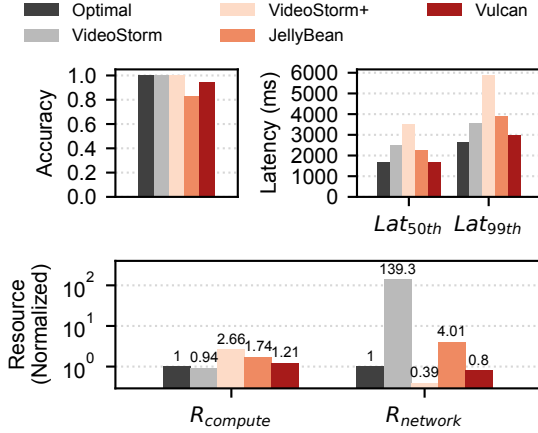 Optimal VideoStorm+ Vulcan
VideoStorm JellyBean
Accuracy
1.0
0.8
0.6
0.4
0.2
0.0
Latency (ms)
6000
5000
4000
3000
2000
1000
0
Lat50th Lat99th
Resource
(Normalized)
10²
10¹
10⁰
1 0.94 2.66 1.74 1.21
1 139.3 0.39 4.01 0.8
Rcompute Rnetwork